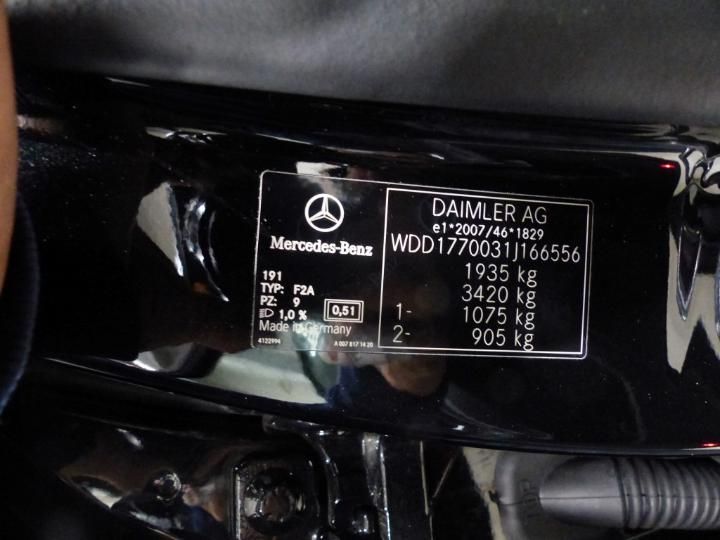 Mercedes-Benz
191
TYP: F2A
PZ: 9
1,0 % 0,51
Made in Germany
4122994 A 007 817 14 20
DAIMLER AG
e1*2007/46*1829
WDD1770031J166556
1935 kg
3420 kg
1- 1075 kg
2- 905 kg